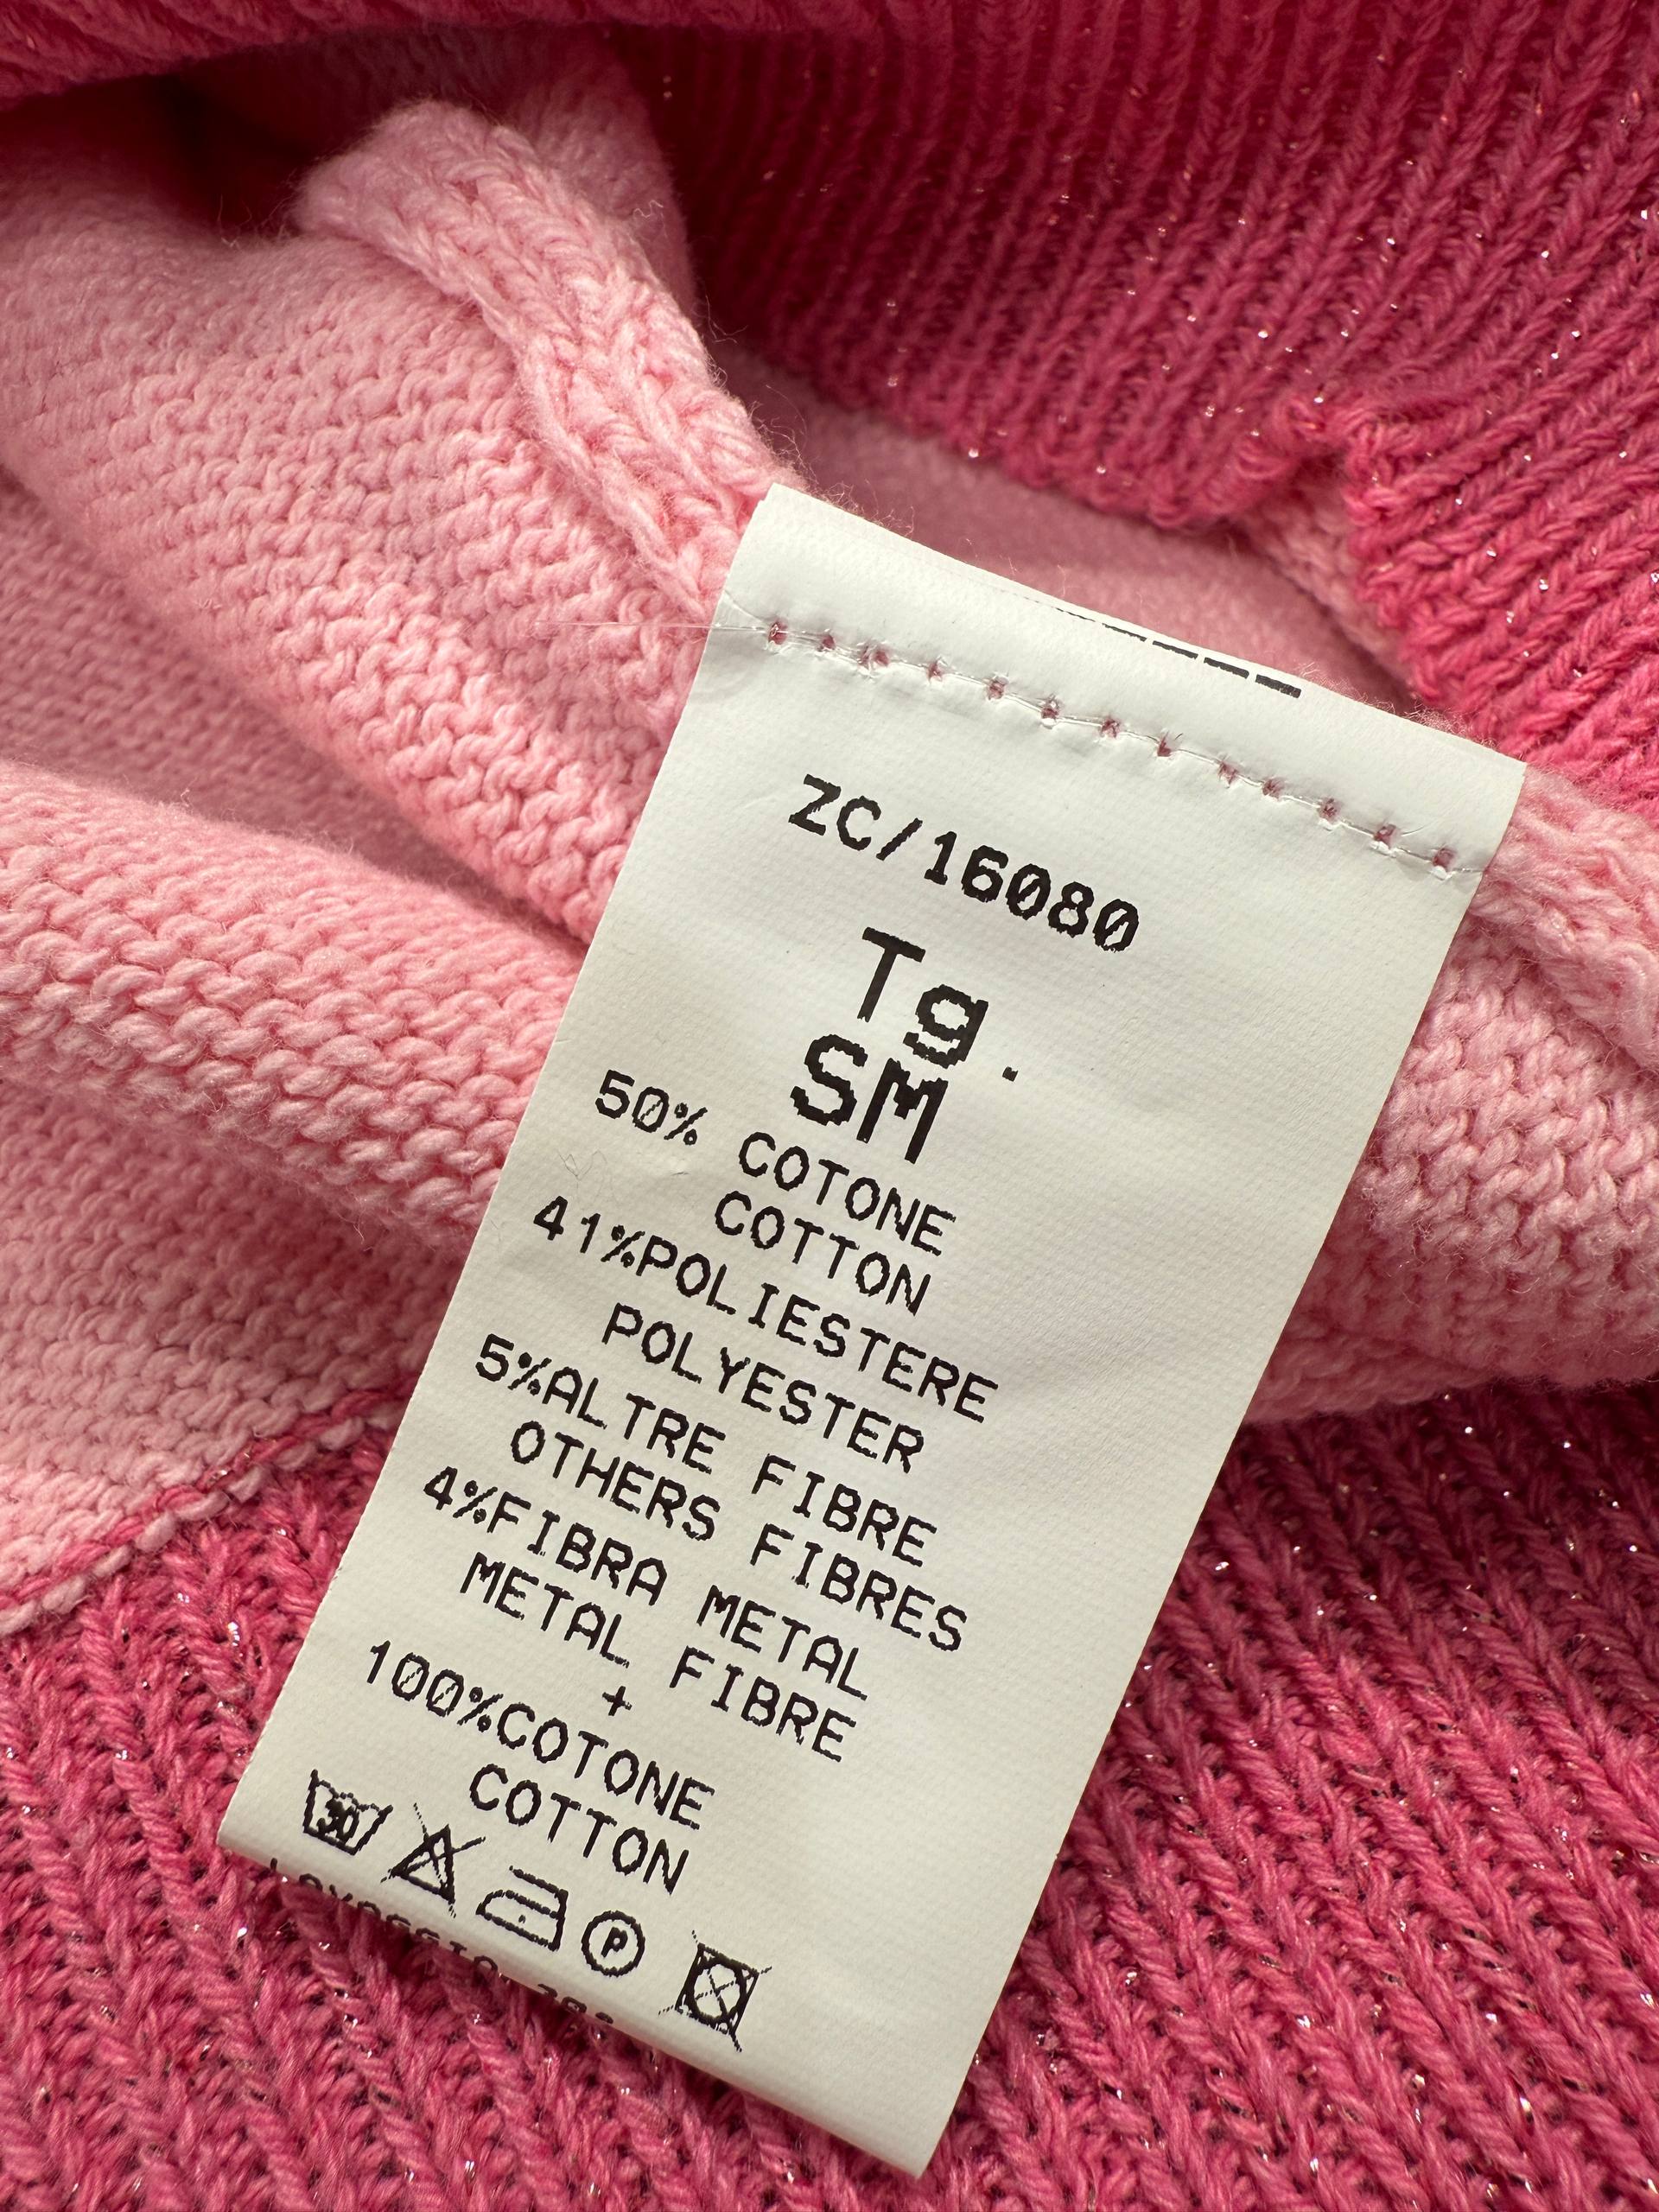 ZC/16080
Tg.
SM
50% COTONE
COTTON
41%POLIESTERE
POLYESTER
5%ALTRE FIBRE
OTHERS FIBRES
4%FIBRA METAL
METAL FIBRE
+
100%COTONE
COTTON
30 P